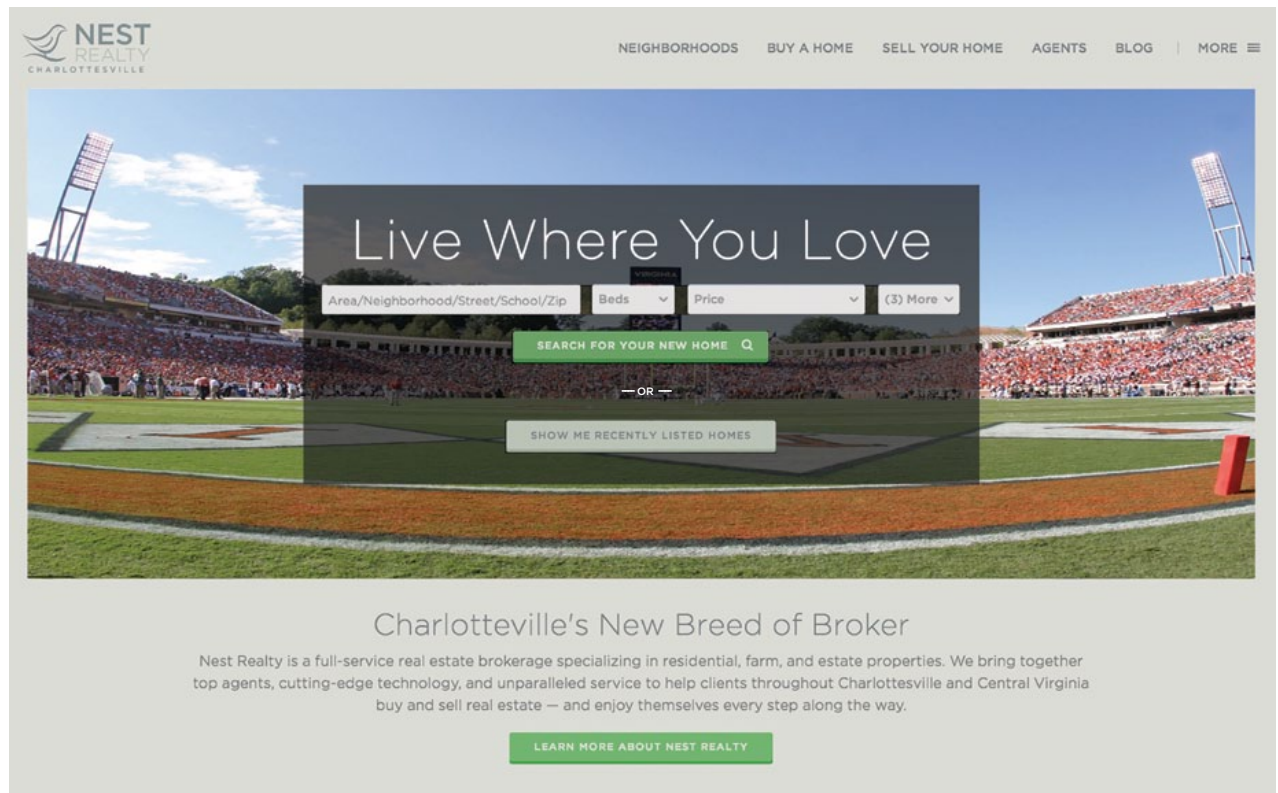 NEST
REALTY
CHARLOTTESVILLE
NEIGHBORHOODS BUY A HOME SELL YOUR HOME AGENTS BLOG | MORE
Live Where You Love
VIRGINIA
Area/Neighborhood/Street/School/Zip Beds Price (3) More
SEARCH FOR YOUR NEW HOME
— OR —
SHOW ME RECENTLY LISTED HOMES
Charlotteville's New Breed of Broker
Nest Realty is a full-service real estate brokerage specializing in residential, farm, and estate properties. We bring together
top agents, cutting-edge technology, and unparalleled service to help clients throughout Charlottesville and Central Virginia
buy and sell real estate — and enjoy themselves every step along the way.
LEARN MORE ABOUT NEST REALTY